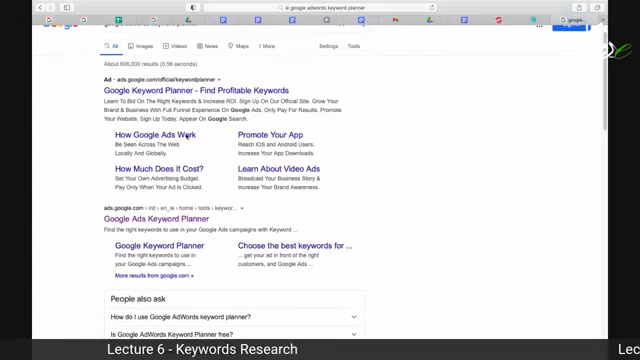 google adwords keyword planner
All Images Videos News Maps More Settings Tools
About 606,000 results (0.56 seconds)
Ad · ads.google.com/official/keywordplanner
Google Keyword Planner - Find Profitable Keywords
Learn To Bid On The Right Keywords & Increase ROI. Sign Up On Our Official Site. Grow Your
Brand & Business With Full Funnel Experience On Google Ads. Only Pay For Results. Promote
Your Website. Sign Up Today. Appear On Google Search.
How Google Ads Work
Be Seen Across The Web
Locally And Globally.
Promote Your App
Reach iOS and Android Users.
Increase Your App Downloads.
How Much Does It Cost?
Set Your Own Advertising Budget.
Pay Only When Your Ad Is Clicked.
Learn About Video Ads
Broadcast Your Business Story &
Increase Your Brand Awareness.
ads.google.com › intl › en_ie › home › tools › keywor...
Google Ads Keyword Planner
Find the right keywords to use in your Google Ads campaigns with Keyword ...
Google Keyword Planner
Find the right keywords to use in
your Google Ads campaigns ...
Choose the best keywords for ...
... get your ad in front of the right
customers, and Google Ads ...
More results from google.com »
People also ask
How do I use Google AdWords keyword planner?
Is Google AdWords Keyword Planner free?
Lecture 6 - Keywords Research
Lec